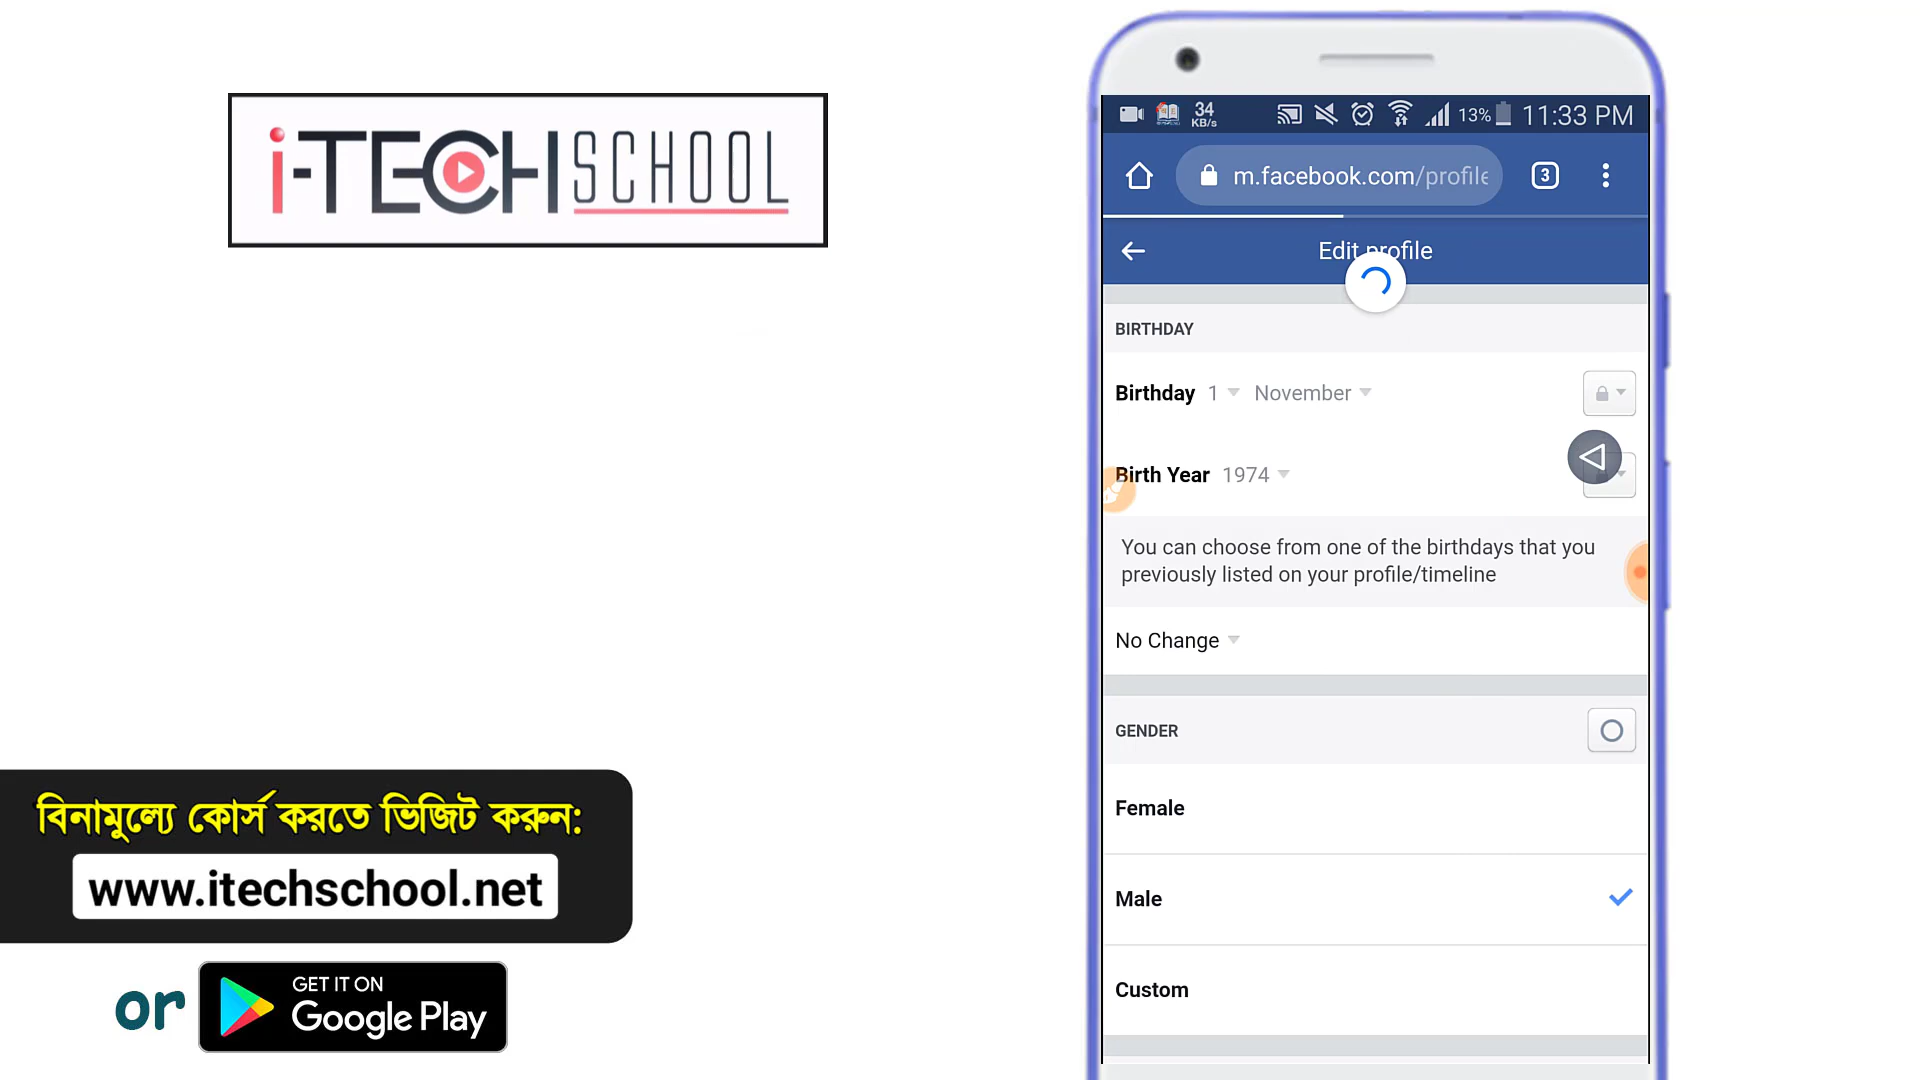 i-TECH SCHOOL
বিনামুল্যে কোর্স করতে ভিজিট করুন:
www.itechschool.net
or
GET IT ON
Google Play
34
KB/s
13%
11:33 PM
m.facebook.com/profile
3
Edit profile
BIRTHDAY
Birthday 1 November
Birth Year 1974
You can choose from one of the birthdays that you
previously listed on your profile/timeline
No Change
GENDER
Female
Male
Custom